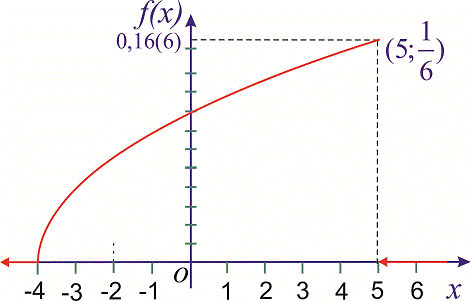 f(x)
0,16(6)
(5; 1/6)
O
-4 -3 -2 -1 1 2 3 4 5 6 x